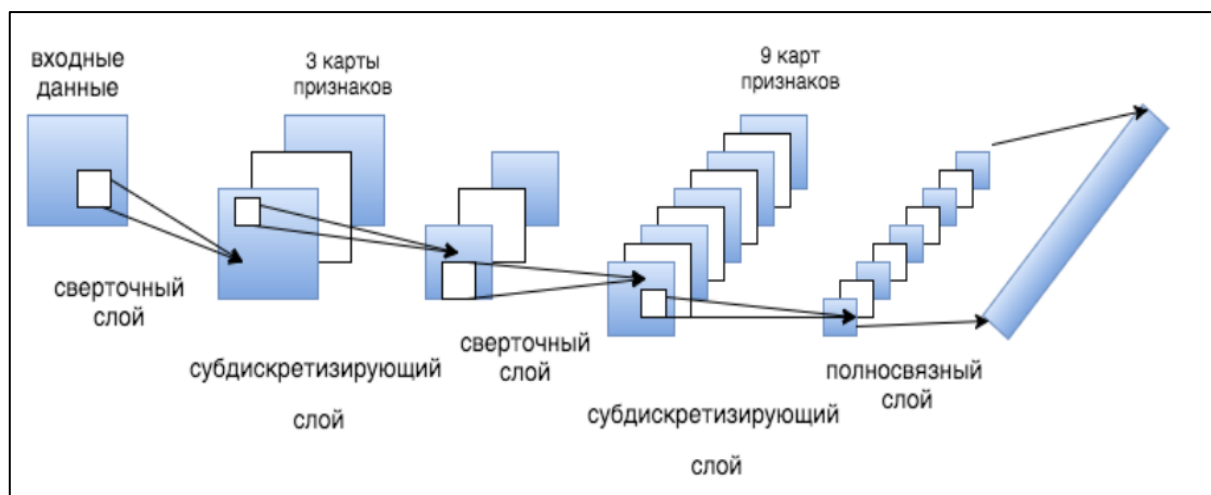 входные
данные
3 карты
признаков
9 карт
признаков
сверточный
слой
субдискретизирующий
слой
сверточный
слой
субдискретизирующий
слой
полносвязный
слой